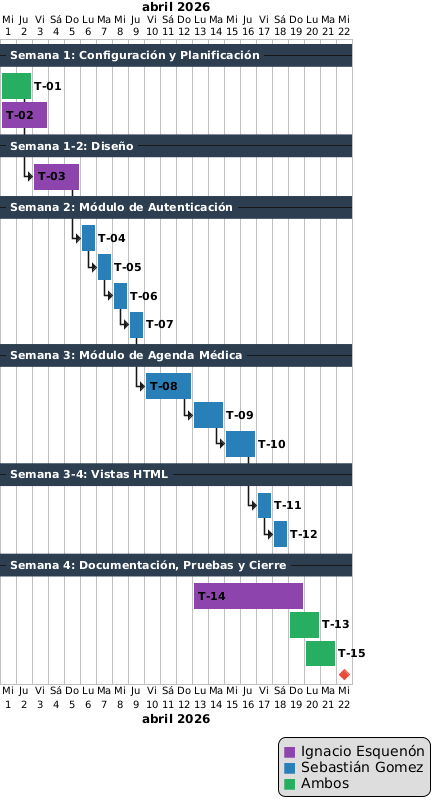 abril 2026
Mi Ju Vi Sá Do Lu Ma Mi Ju Vi Sá Do Lu Ma Mi Ju Vi Sá Do Lu Ma Mi
1 2 3 4 5 6 7 8 9 10 11 12 13 14 15 16 17 18 19 20 21 22
Semana 1: Configuración y Planificación
T-01
T-02
Semana 1-2: Diseño
T-03
Semana 2: Módulo de Autenticación
T-04
T-05
T-06
T-07
Semana 3: Módulo de Agenda Médica
T-08
T-09
T-10
Semana 3-4: Vistas HTML
T-11
T-12
Semana 4: Documentación, Pruebas y Cierre
T-14
T-13
T-15
Mi Ju Vi Sá Do Lu Ma Mi Ju Vi Sá Do Lu Ma Mi Ju Vi Sá Do Lu Ma Mi
1 2 3 4 5 6 7 8 9 10 11 12 13 14 15 16 17 18 19 20 21 22
abril 2026
Ignacio Esquenón
Sebastián Gomez
Ambos